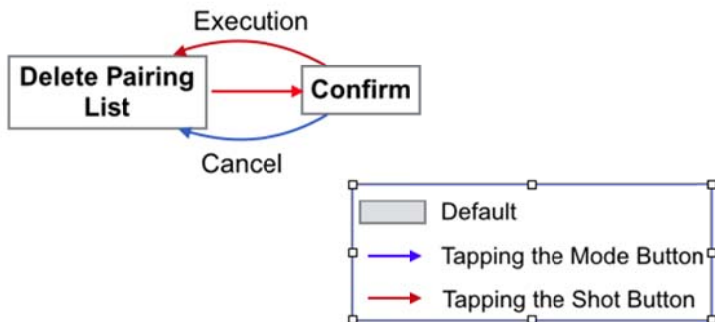 Execution
Delete Pairing
List
Confirm
Cancel
Default
Tapping the Mode Button
Tapping the Shot Button